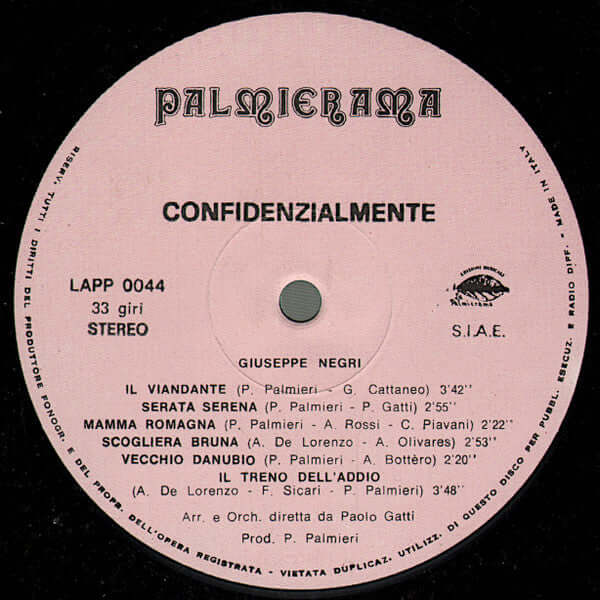 PALMIERAMA
CONFIDENZIALMENTE
LAPP 0044
33 giri
STEREO
EDIZIONI MUSICALI
Palmierama
S.I.A.E.
GIUSEPPE NEGRI
IL VIANDANTE (P. Palmieri - G. Cattaneo) 3'42''
SERATA SERENA (P. Palmieri - P. Gatti) 2'55''
MAMMA ROMAGNA (P. Palmieri - A. Rossi - C. Piavani) 2'22''
SCOGLIERA BRUNA (A. De Lorenzo - A. Olivares) 2'53''
VECCHIO DANUBIO (P. Palmieri - A. Bottèro) 2'20''
IL TRENO DELL'ADDIO
(A. De Lorenzo - F. Sicari - P. Palmieri) 3'48''
Arr. e Orch. diretta da Paolo Gatti
Prod. P. Palmieri
RISERV. TUTTI I DIRITTI DEL PRODUTTORE FONOGR. E DEL PROPR. DELL'OPERA REGISTRATA - VIETATA DUPLICAZ. UTILIZZ. DI QUESTO DISCO PER PUBBL. ESECUZ. E RADIO DIFF. - MADE IN ITALY